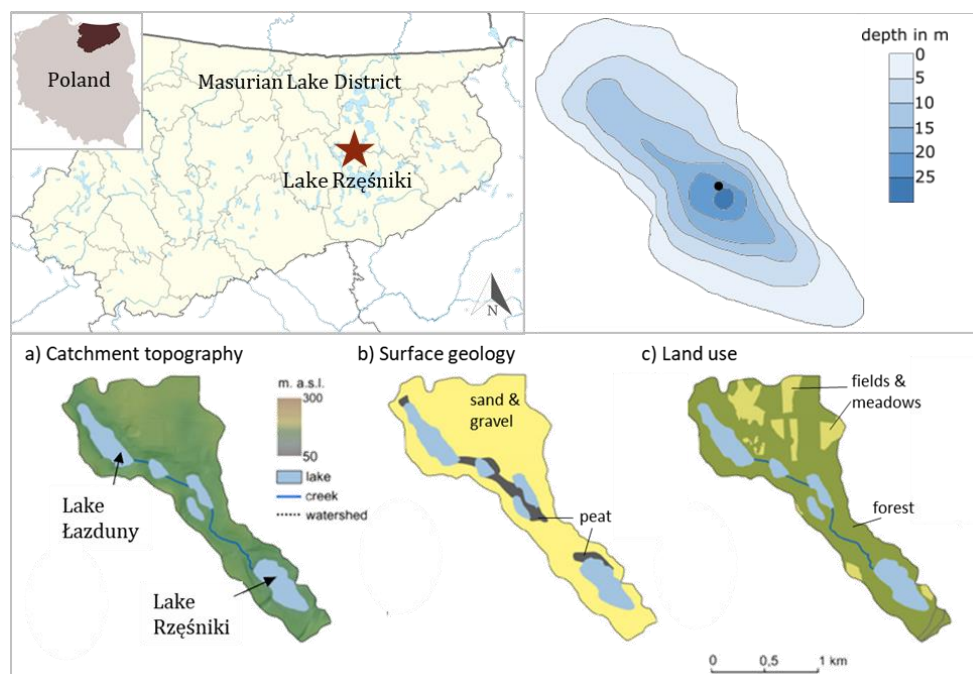 Poland
Masurian Lake District
Lake Rzęśniki
N
depth in m
0
5
10
15
20
25
a) Catchment topography
m. a.s.l.
300
50
lake
creek
watershed
Lake
Łazduny
Lake
Rzęśniki
b) Surface geology
sand &
gravel
peat
c) Land use
fields &
meadows
forest
0 0,5 1 km